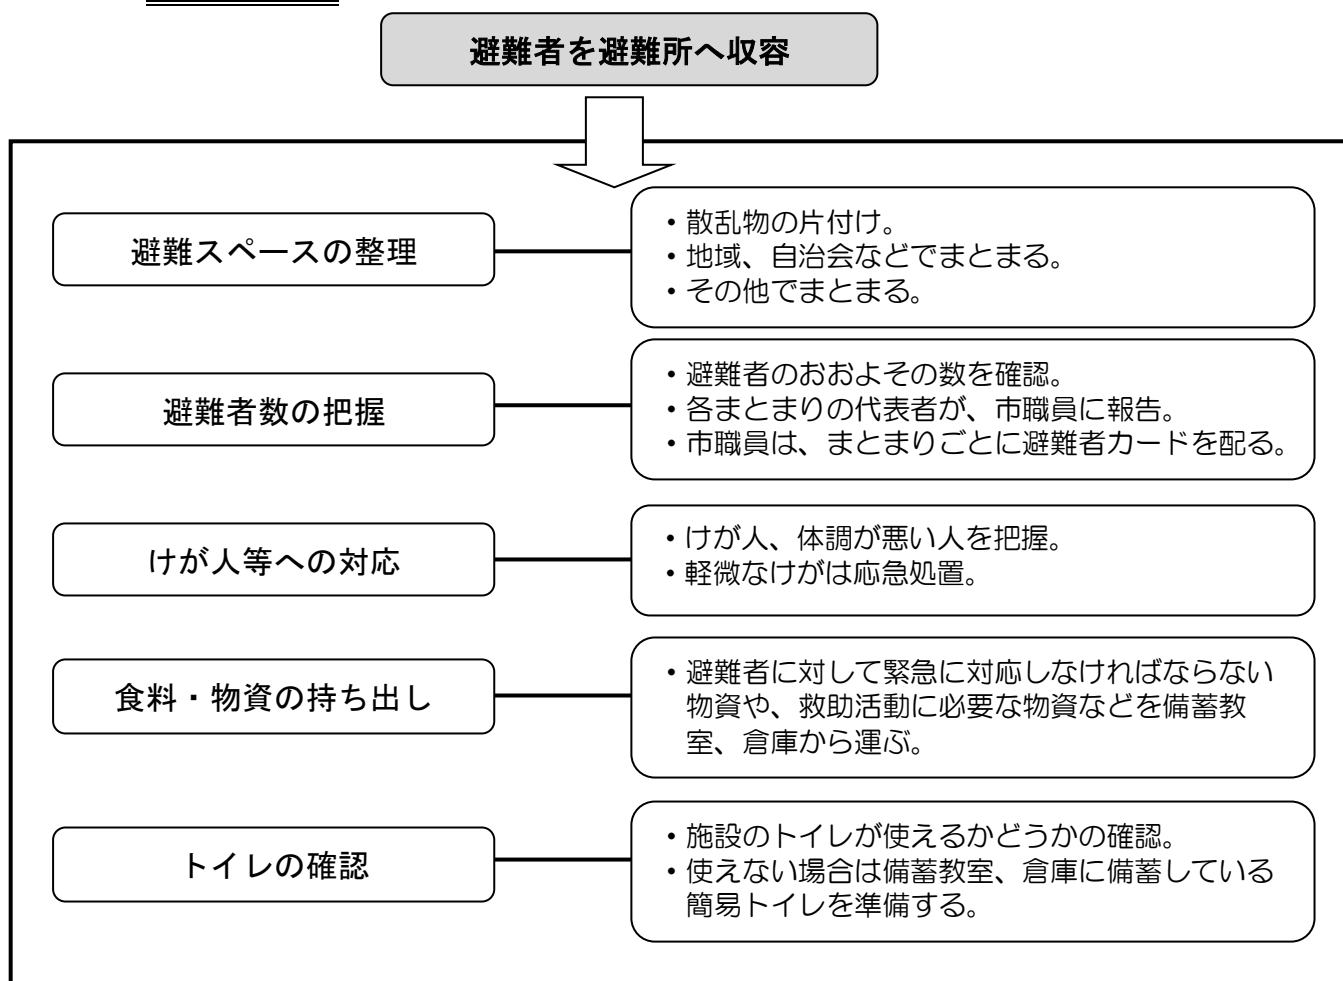 避難者を避難所へ収容
避難スペースの整理
・散乱物の片付け。
・地域、自治会などでまとまる。
・その他でまとまる。
避難者数の把握
・避難者のおおよその数を確認。
・各まとまりの代表者が、市職員に報告。
・市職員は、まとまりごとに避難者カードを配る。
けが人等への対応
・けが人、体調が悪い人を把握。
・軽微なけがは応急処置。
食料・物資の持ち出し
・避難者に対して緊急に対応しなければならない
物資や、救助活動に必要な物資などを備蓄教
室、倉庫から運ぶ。
トイレの確認
・施設のトイレが使えるかどうかの確認。
・使えない場合は備蓄教室、倉庫に備蓄している
簡易トイレを準備する。